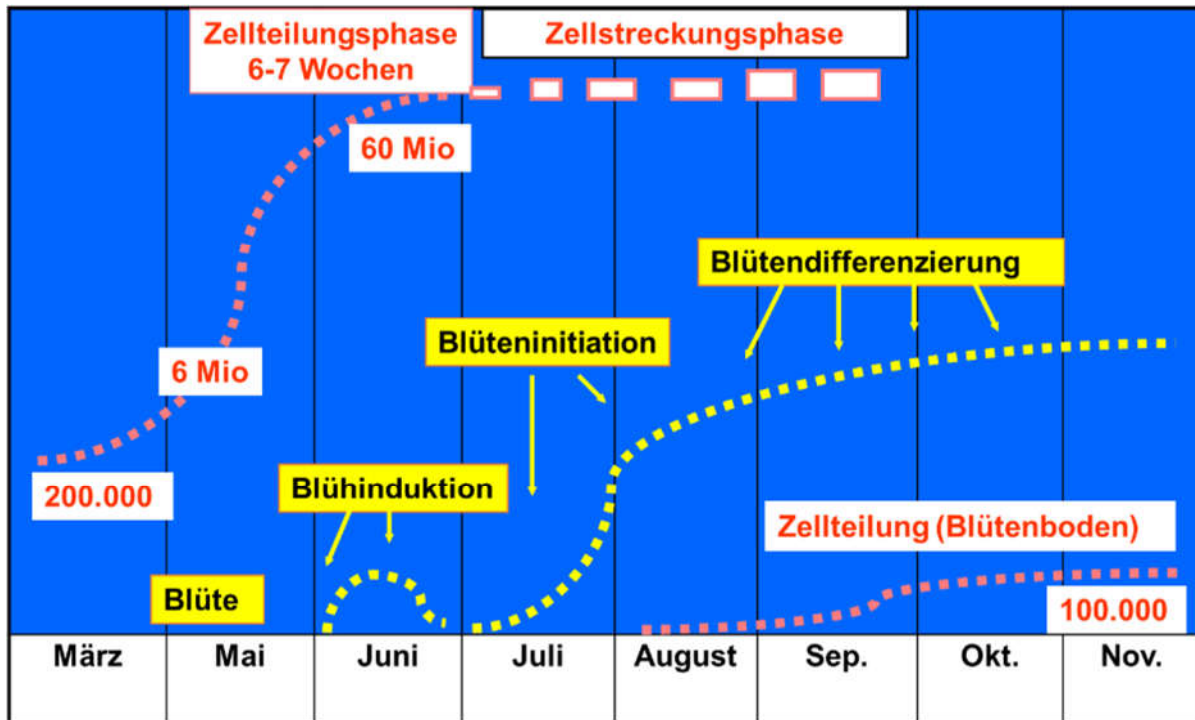 Zellteilungsphase
6-7 Wochen
Zellstreckungsphase
60 Mio
Blütendifferenzierung
Blüteninitiation
6 Mio
Blühinduktion
200.000
Zellteilung (Blütenboden)
Blüte
100.000
März Mai Juni Juli August Sep. Okt. Nov.